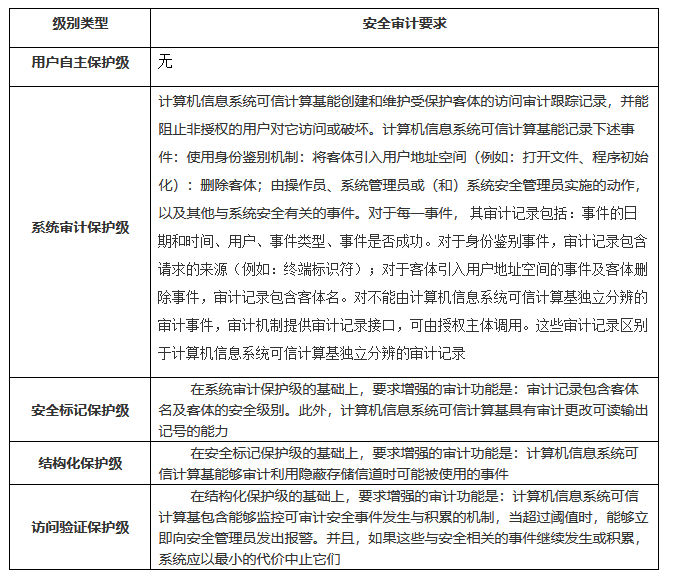 级别类型
安全审计要求
用户自主保护级
无
系统审计保护级
计算机信息系统可信计算基能创建和维护受保护客体的访问审计跟踪记录，并能
阻止非授权的用户对它访问或破坏。计算机信息系统可信计算基能记录下述事
件：使用身份鉴别机制：将客体引入用户地址空间（例如：打开文件、程序初始
化）：删除客体；由操作员、系统管理员或（和）系统安全管理员实施的动作，
以及其他与系统安全有关的事件。对于每一事件， 其审计记录包括：事件的日
期和时间、用户、事件类型、事件是否成功。对于身份鉴别事件，审计记录包含
请求的来源（例如：终端标识符）；对于客体引入用户地址空间的事件及客体删
除事件，审计记录包含客体名。对不能由计算机信息系统可信计算基独立分辨的
审计事件，审计机制提供审计记录接口，可由授权主体调用。这些审计记录区别
于计算机信息系统可信计算基独立分辨的审计记录
安全标记保护级
在系统审计保护级的基础上，要求增强的审计功能是：审计记录包含客体
名及客体的安全级别。此外，计算机信息系统可信计算基具有审计更改可读输出
记号的能力
结构化保护级
在安全标记保护级的基础上，要求增强的审计功能是：计算机信息系统可
信计算基能够审计利用隐蔽存储信道时可能被使用的事件
访问验证保护级
在结构化保护级的基础上，要求增强的审计功能是：计算机信息系统可信
计算基包含能够监控可审计安全事件发生与积累的机制，当超过阈值时，能够立
即向安全管理员发出报警。并且，如果这些与安全相关的事件继续发生或积累，
系统应以最小的代价中止它们